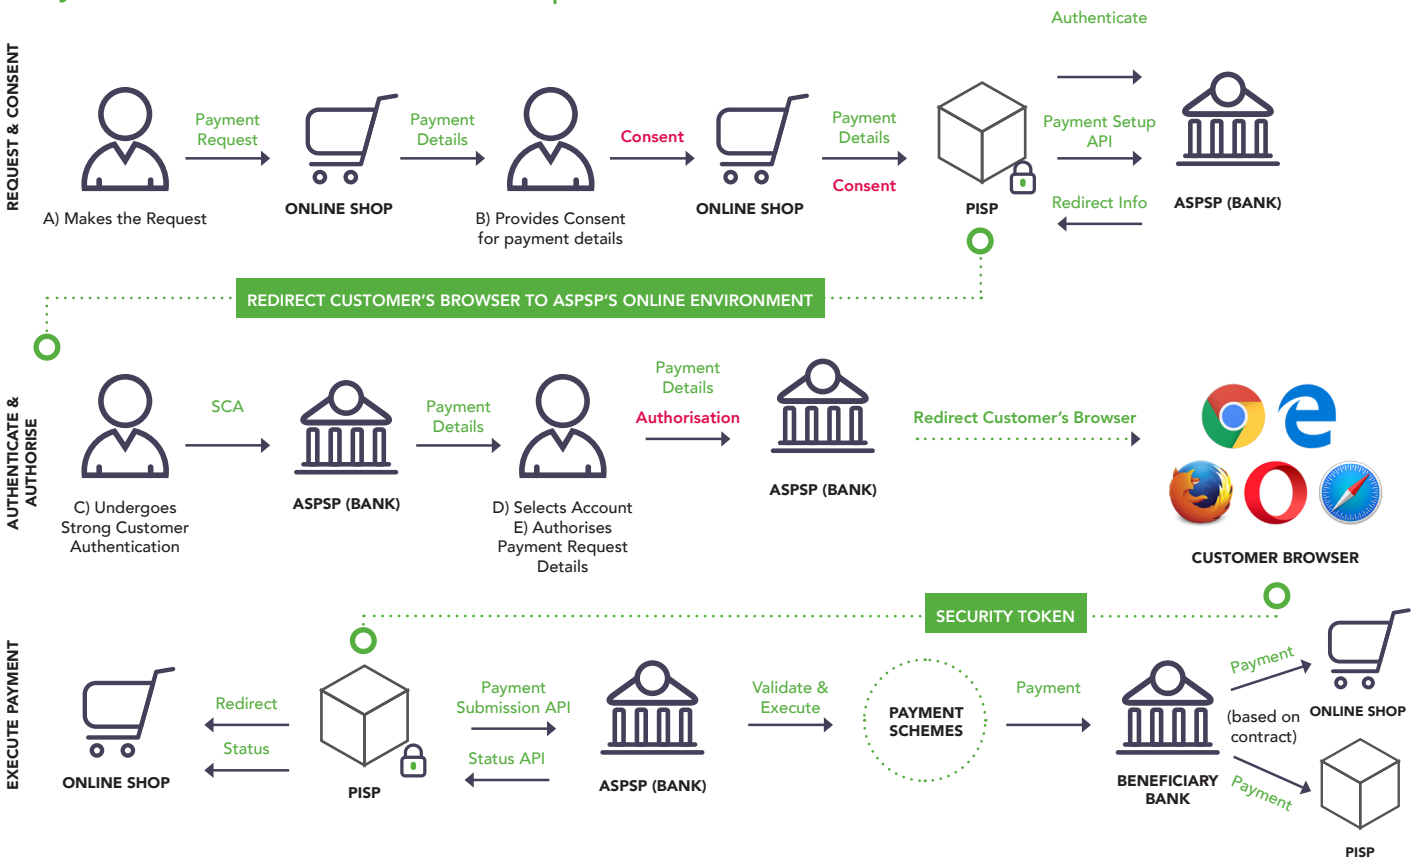 Authenticate
REQUEST & CONSENT
Payment
Request
Payment
Details
Consent
Payment
Details
Consent
Payment Setup
API
Redirect Info
A) Makes the Request
ONLINE SHOP
B) Provides Consent
for payment details
ONLINE SHOP
PISP
ASPSP (BANK)
REDIRECT CUSTOMER'S BROWSER TO ASPSP'S ONLINE ENVIRONMENT
AUTHENTICATE &
AUTHORISE
SCA
Payment
Details
Payment
Details
Authorisation
Redirect Customer's Browser
C) Undergoes
Strong Customer
Authentication
ASPSP (BANK)
D) Selects Account
E) Authorises
Payment Request
Details
ASPSP (BANK)
CUSTOMER BROWSER
SECURITY TOKEN
EXECUTE PAYMENT
Redirect
Status
Payment
Submission API
Status API
Validate &
Execute
PAYMENT
SCHEMES
Payment
Payment
(based on
contract)
Payment
ONLINE SHOP
ONLINE SHOP
PISP
ASPSP (BANK)
BENEFICIARY
BANK
PISP